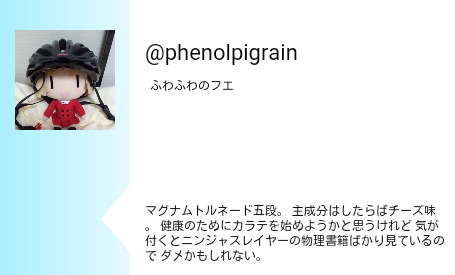 @phenolpigrain
ふわふわのフエ
マグナムトルネード五段。 主成分はしたらばチーズ味
。 健康のためにカラテを始めようかと思うけれど 気が
付くとニンジャスレイヤーの物理書籍ばかり見ているの
で ダメかもしれない。